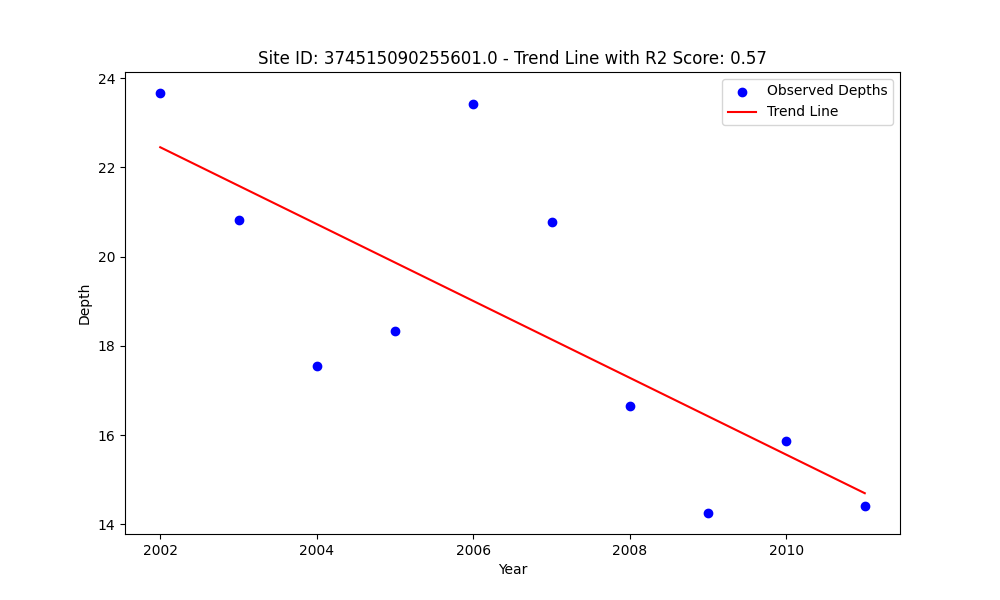 Site ID: 374515090255601.0 - Trend Line with R2 Score: 0.57
Observed Depths
Trend Line
24
22
20
18
16
14
Depth
2002
2004
2006
2008
2010
Year